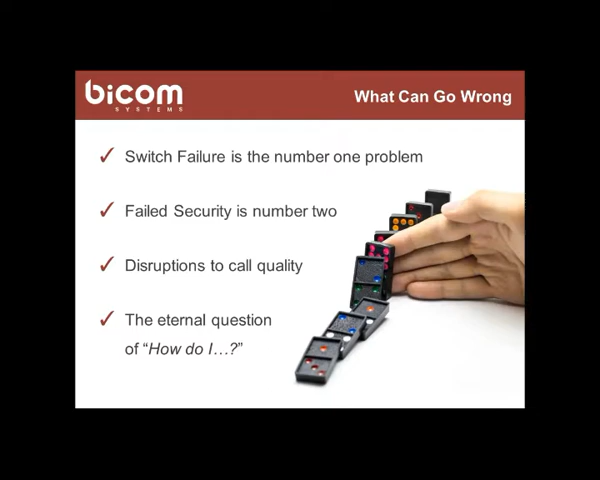 bicom
SYSTEMS
What Can Go Wrong
✓ Switch Failure is the number one problem
✓ Failed Security is number two
✓ Disruptions to call quality
✓ The eternal question
of “How do I…?”